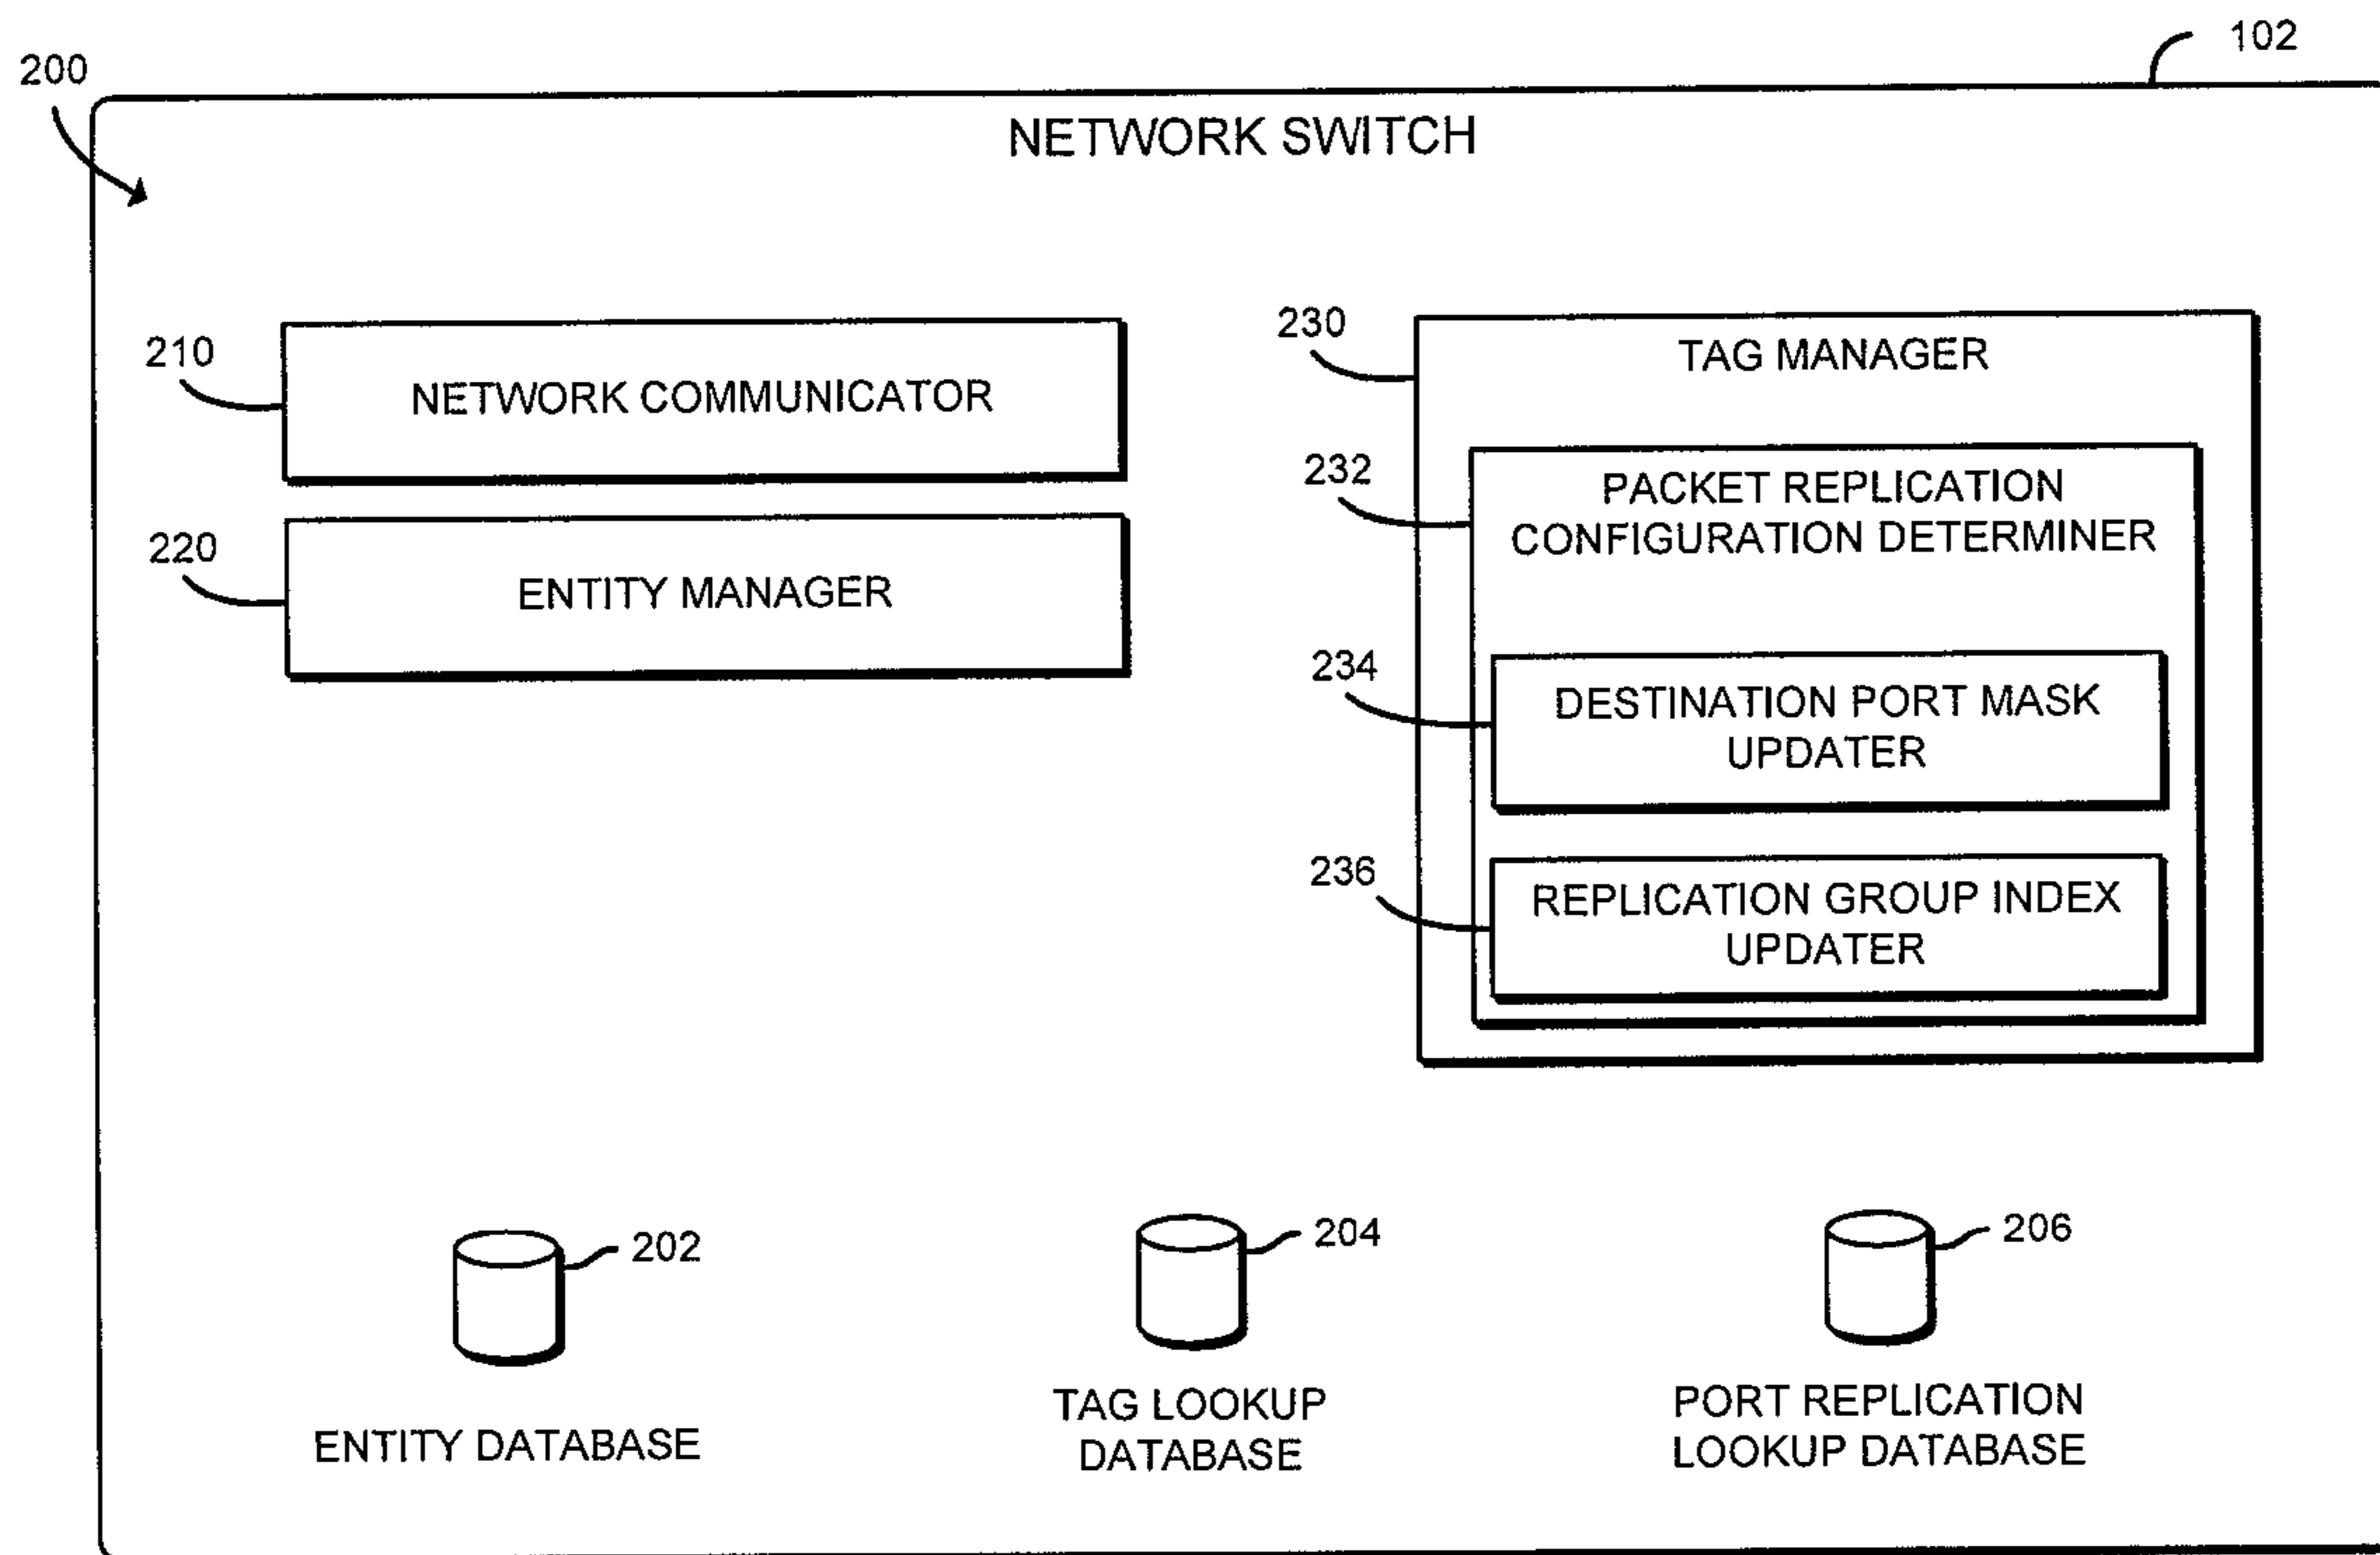 102
200
NETWORK SWITCH
210
NETWORK COMMUNICATOR
220
ENTITY MANAGER
230
TAG MANAGER
232
PACKET REPLICATION
CONFIGURATION DETERMINER
234
DESTINATION PORT MASK
UPDATER
236
REPLICATION GROUP INDEX
UPDATER
202
ENTITY DATABASE
204
TAG LOOKUP
DATABASE
206
PORT REPLICATION
LOOKUP DATABASE